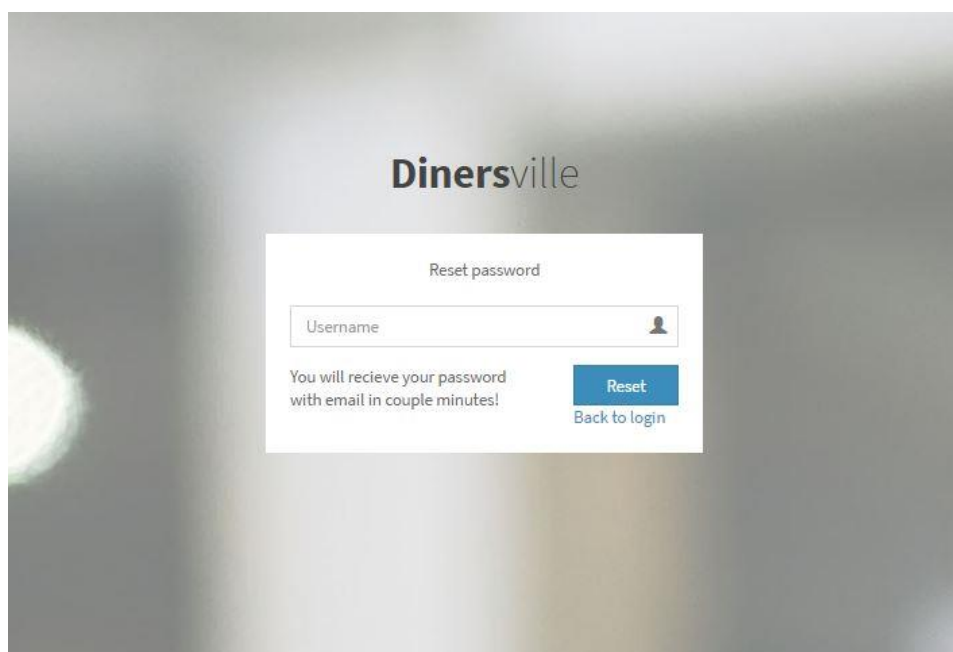 Dinersville
Reset password
Username
You will recieve your password
with email in couple minutes!
Reset
Back to login